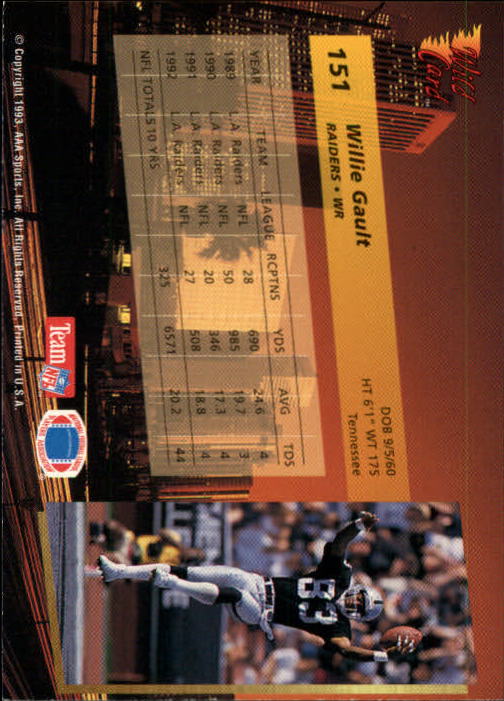 Wild Card
151 Willie Gault
RAIDERS • WR
DOB 9/5/60
HT 6'1" WT 175
Tennessee
YEAR TEAM LEAGUE RCPTNS YDS AVG TDS
1989 L.A. Raiders NFL 28 690 24.6 4
1990 L.A. Raiders NFL 50 985 19.7 3
1991 L.A. Raiders NFL 20 346 17.3 4
1992 L.A. Raiders NFL 27 508 18.8 4
NFL TOTALS 10 YRS 325 6571 20.2 44
Team NFL
83
© Copyright 1993, AAA Sports, Inc. All Rights Reserved. Printed in U.S.A.